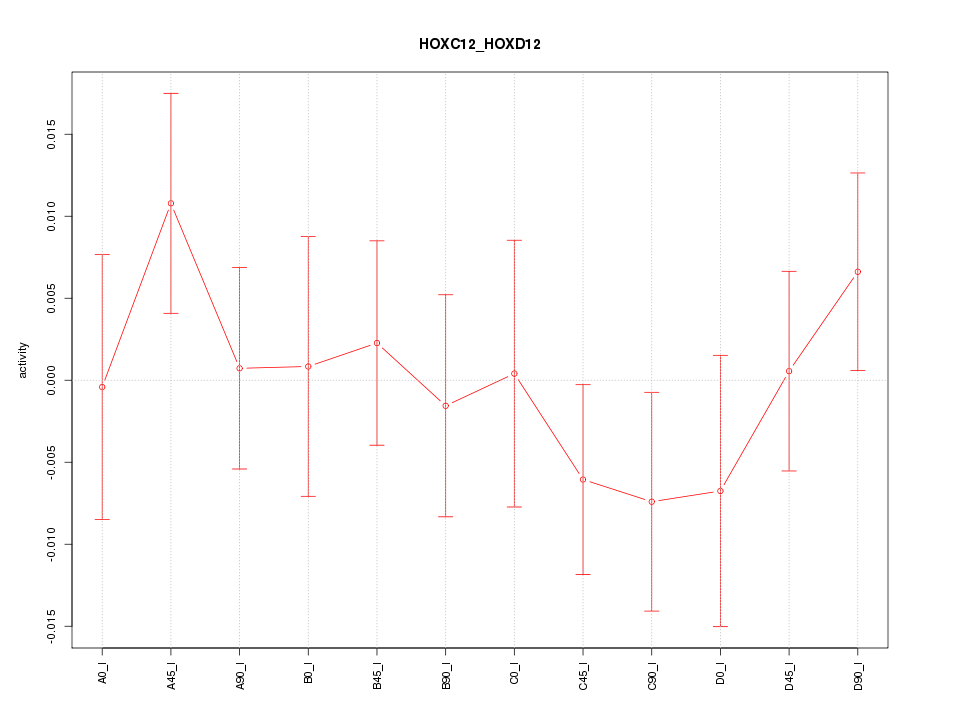 HOXC12_HOXD12
activity
0.015
0.010
0.005
0.000
-0.005
-0.010
-0.015
A0_I
A45_I
A90_I
B0_I
B45_I
B90_I
C0_I
C45_I
C90_I
D0_I
D45_I
D90_I